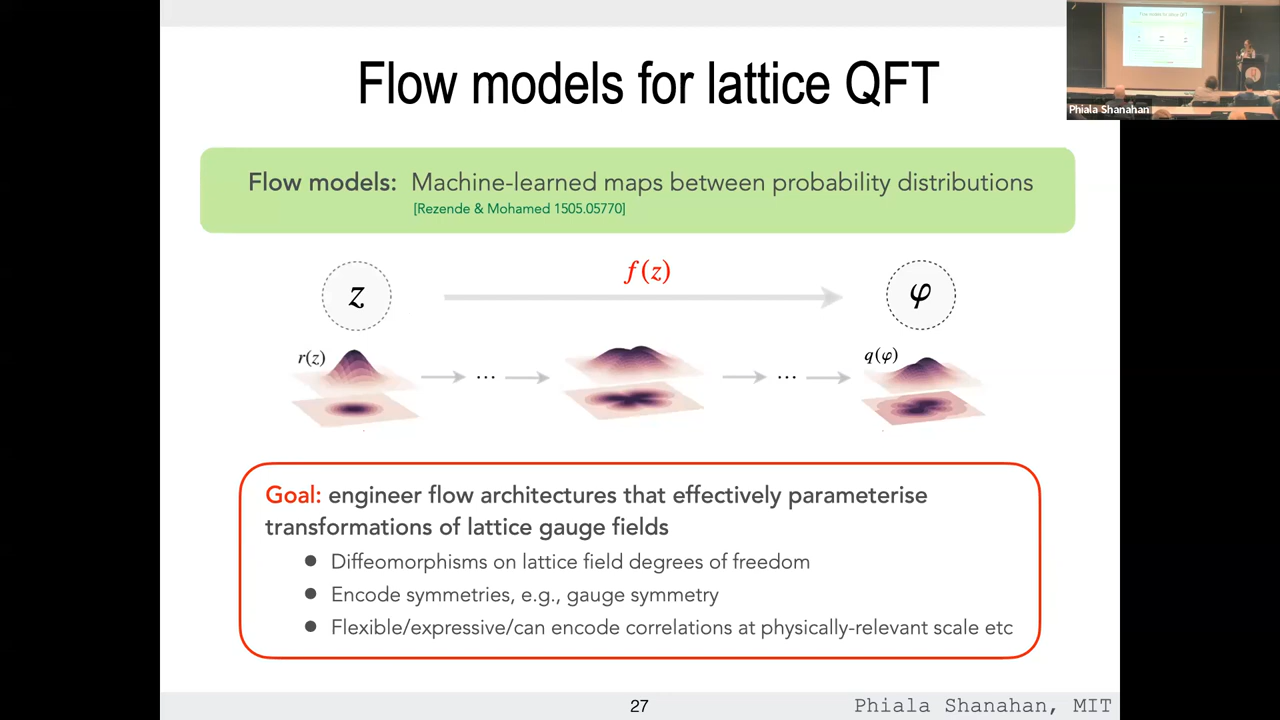 Flow models for lattice QFT
Phiala Shanahan
Flow models: Machine-learned maps between probability distributions
[Rezende & Mohamed 1505.05770]
f(z)
z
φ
r(z)
q(φ)
...
...
Goal: engineer flow architectures that effectively parameterise
transformations of lattice gauge fields
● Diffeomorphisms on lattice field degrees of freedom
● Encode symmetries, e.g., gauge symmetry
● Flexible/expressive/can encode correlations at physically-relevant scale etc
27
Phiala Shanahan, MIT